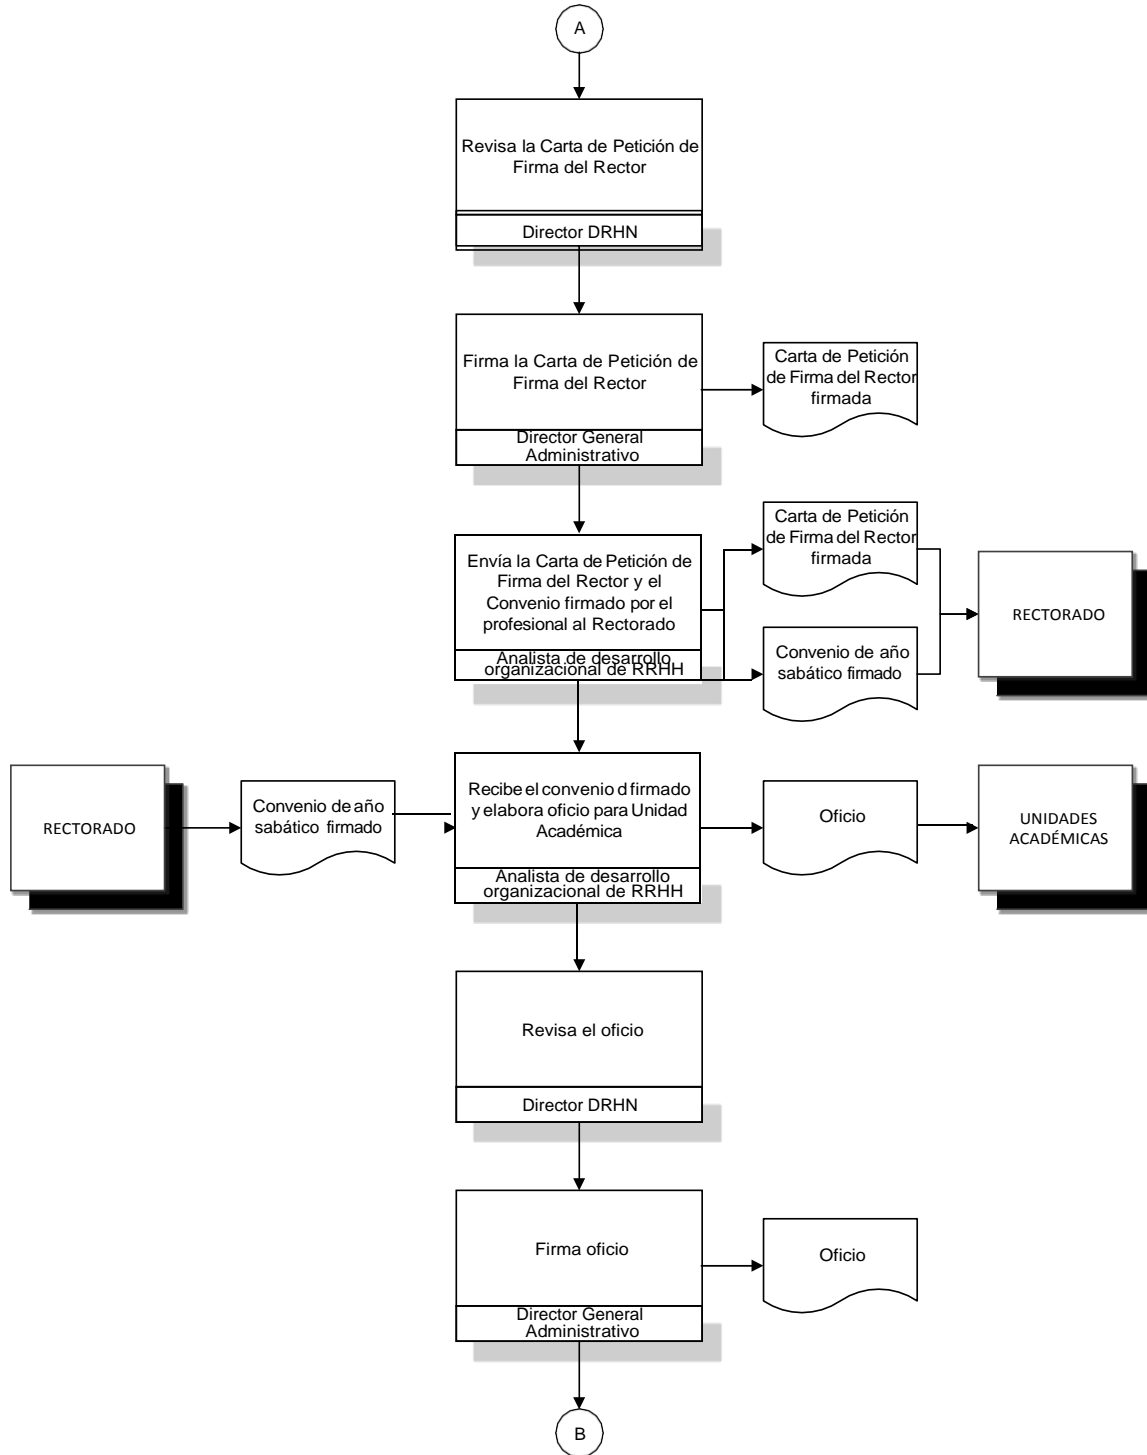 A
Revisa la Carta de Petición de
Firma del Rector
Director DRHN
Firma la Carta de Petición de
Firma del Rector
Director General
Administrativo
Carta de Petición
de Firma del Rector
firmada
Envía la Carta de Petición de
Firma del Rector y el
Convenio firmado por el
profesional al Rectorado
Analista de desarrollo
organizacional de RRHH
Carta de Petición
de Firma del Rector
firmada
Convenio de año
sabático firmado
RECTORADO
RECTORADO
Convenio de año
sabático firmado
Recibe el convenio d firmado
y elabora oficio para Unidad
Académica
Analista de desarrollo
organizacional de RRHH
Oficio
UNIDADES
ACADÉMICAS
Revisa el oficio
Director DRHN
Firma oficio
Director General
Administrativo
Oficio
B